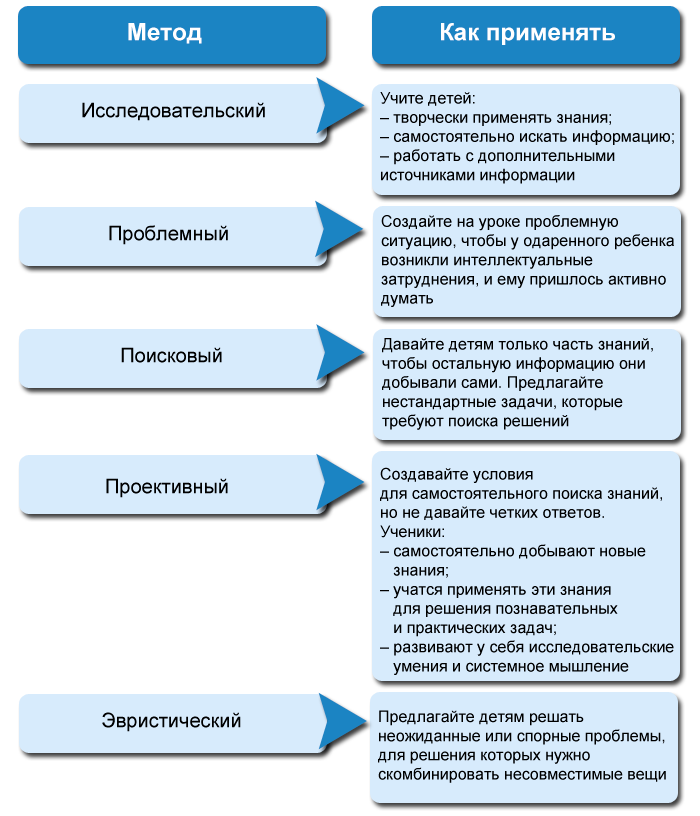 Метод
Как применять
Исследовательский
Учите детей:
– творчески применять знания;
– самостоятельно искать информацию;
– работать с дополнительными
источниками информации
Проблемный
Создайте на уроке проблемную
ситуацию, чтобы у одаренного ребенка
возникли интеллектуальные
затруднения, и ему пришлось активно
думать
Поисковый
Давайте детям только часть знаний,
чтобы остальную информацию они
добывали сами. Предлагайте
нестандартные задачи, которые
требуют поиска решений
Проективный
Создавайте условия
для самостоятельного поиска знаний,
но не давайте четких ответов.
Ученики:
– самостоятельно добывают новые
знания;
– учатся применять эти знания
для решения познавательных
и практических задач;
– развивают у себя исследовательские
умения и системное мышление
Эвристический
Предлагайте детям решать
неожиданные или спорные проблемы,
для решения которых нужно
скомбинировать несовместимые вещи